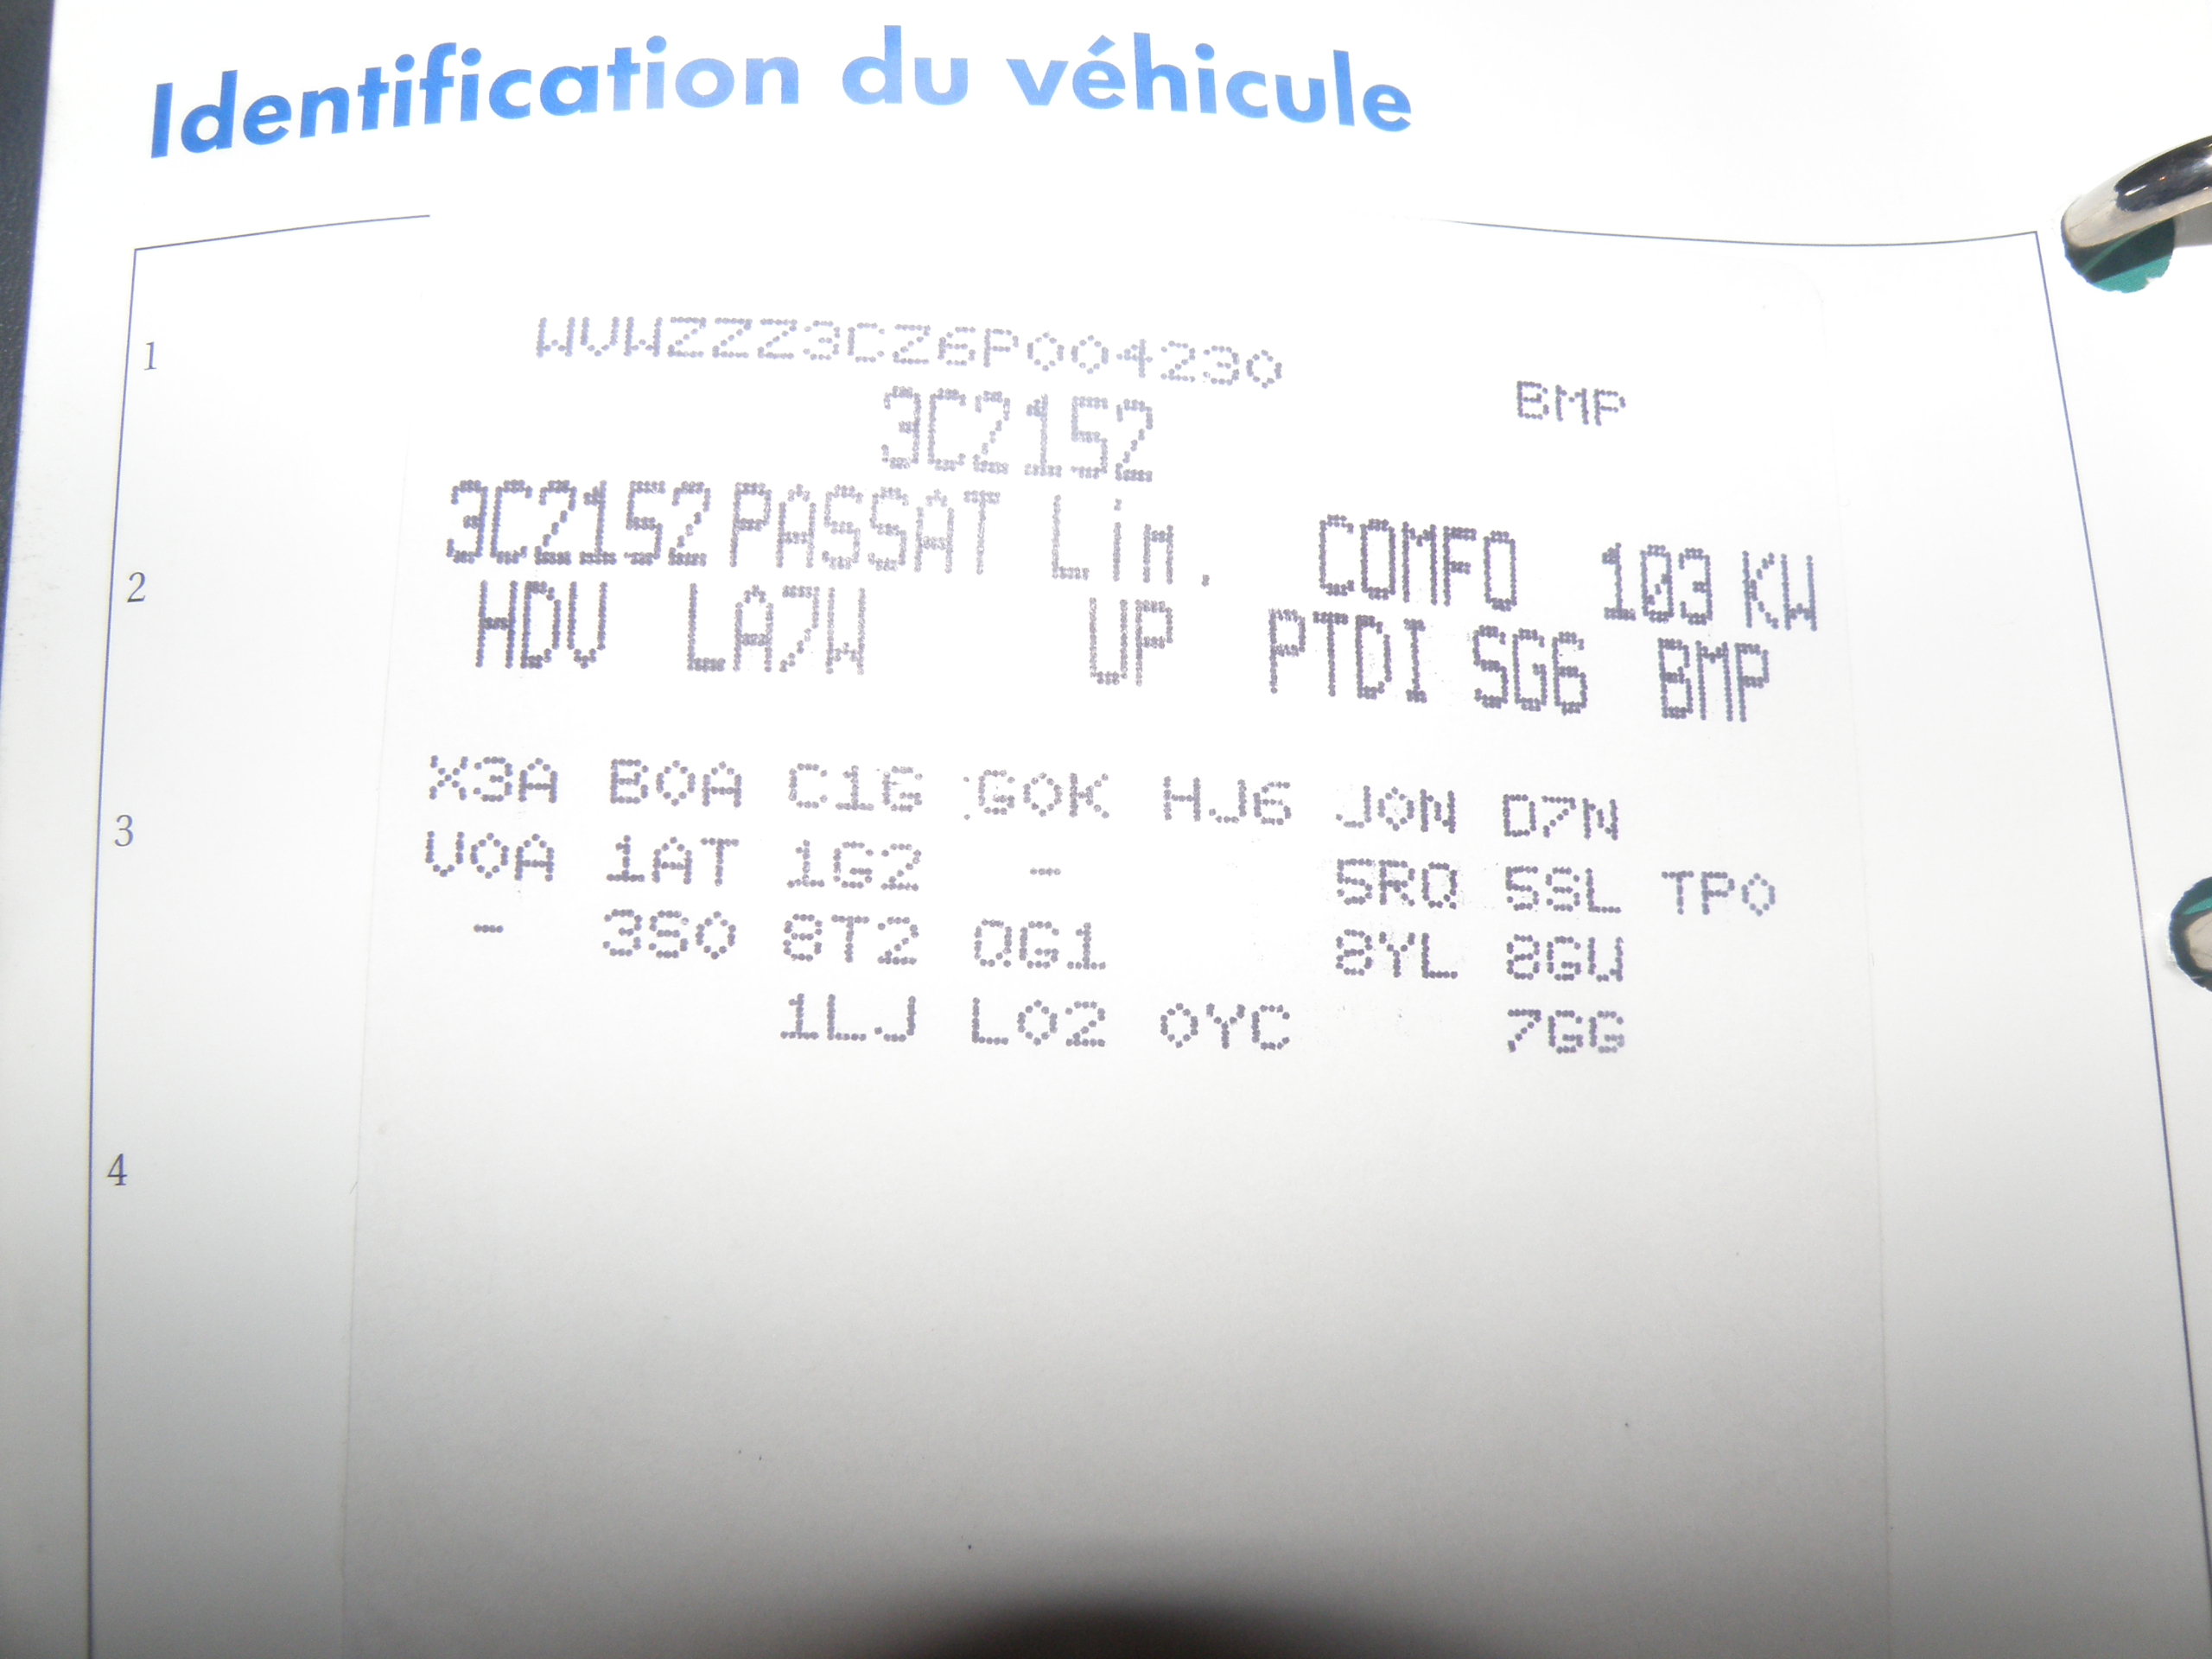 Identification du véhicule
1
WVWZZZ3CZ6P004230 BMP
3C2152
3C2152 PASSAT Lim. COMFO 103 KW
2
HDV LA7W UP PTDI SG6 BMP
X3A B0A C1G G0K HJ6 J0N D7N
3
U0A 1AT 1G2 - 5RQ 5SL TP0
- 3S0 8T2 QG1 8YL 8GU
1LJ L02 0YC 7GG
4